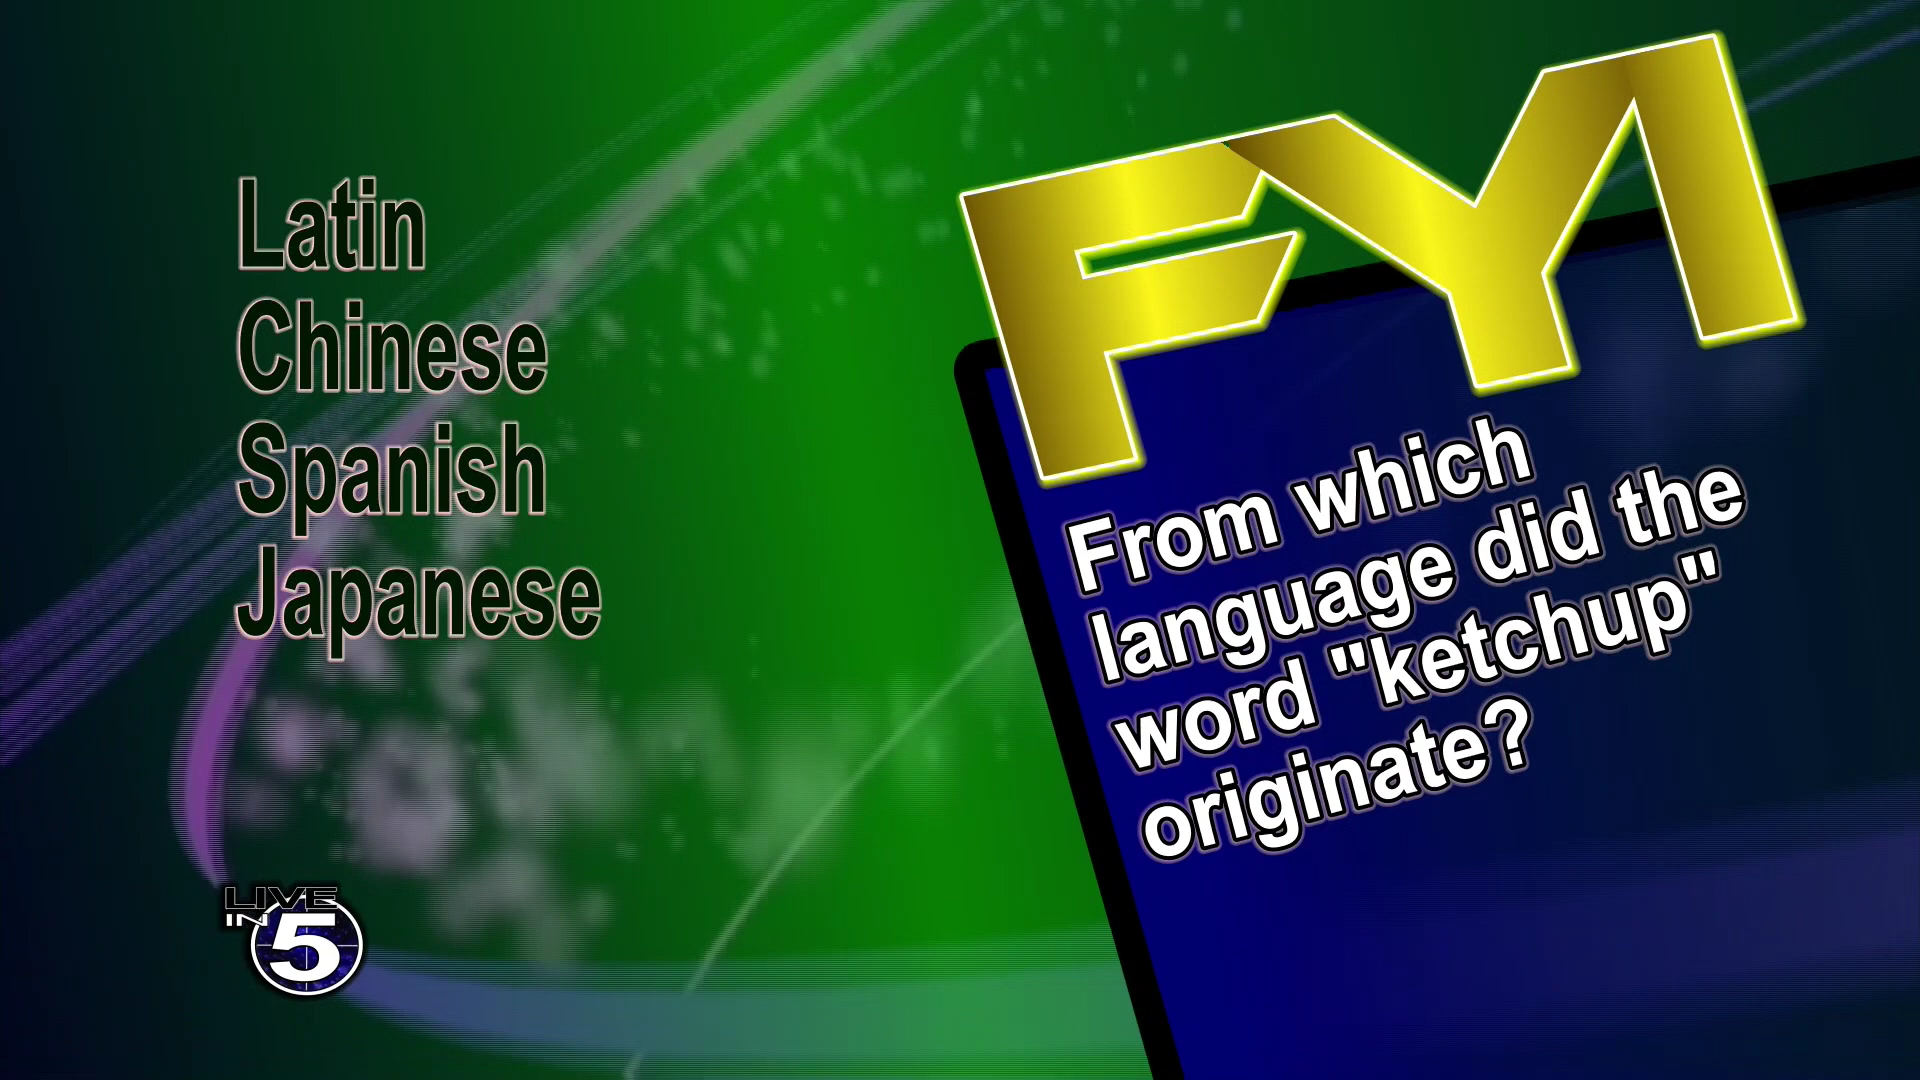 FYI
Latin
Chinese
Spanish
Japanese
From which
language did the
word "ketchup"
originate?
LIVE
IN 5